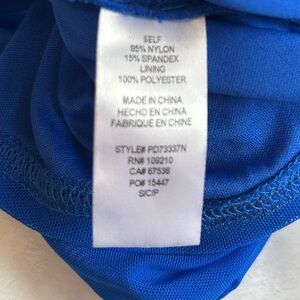 SELF
85% NYLON
15% SPANDEX
LINING
100% POLYESTER
MADE IN CHINA
HECHO EN CHINA
FABRIQUE EN CHINE
STYLE# PD73337N
RN# 109210
CA# 67538
PO# 15447
S/C/P